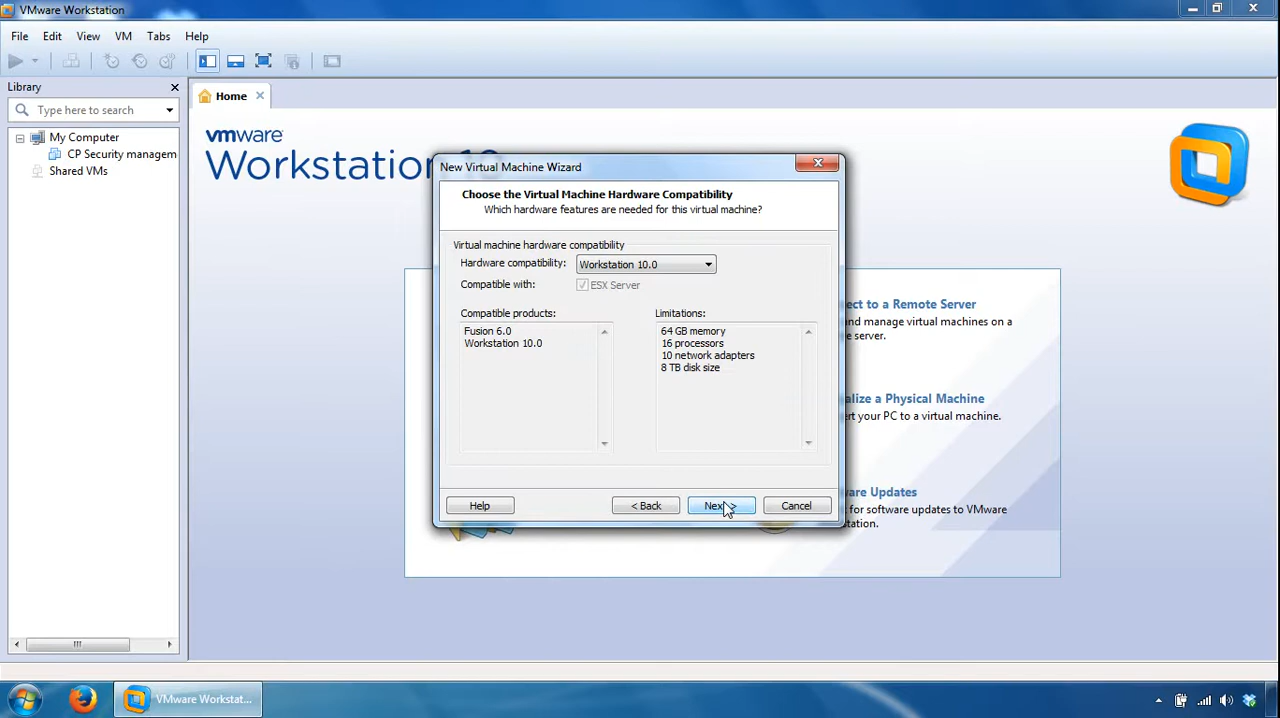 VMware Workstation
File Edit View VM Tabs Help
Library
Type here to search
My Computer
CP Security managem
Shared VMs
Home
vmware
Workstation
New Virtual Machine Wizard
Choose the Virtual Machine Hardware Compatibility
Which hardware features are needed for this virtual machine?
Virtual machine hardware compatibility
Hardware compatibility: Workstation 10.0
Compatible with: ESX Server
Compatible products: Limitations:
Fusion 6.0
Workstation 10.0
64 GB memory
16 processors
10 network adapters
8 TB disk size
Help < Back Next > Cancel
ect to a Remote Server
and manage virtual machines on a
e server.
alize a Physical Machine
ert your PC to a virtual machine.
ware Updates
for software updates to VMware
station.
VMware Workstat...